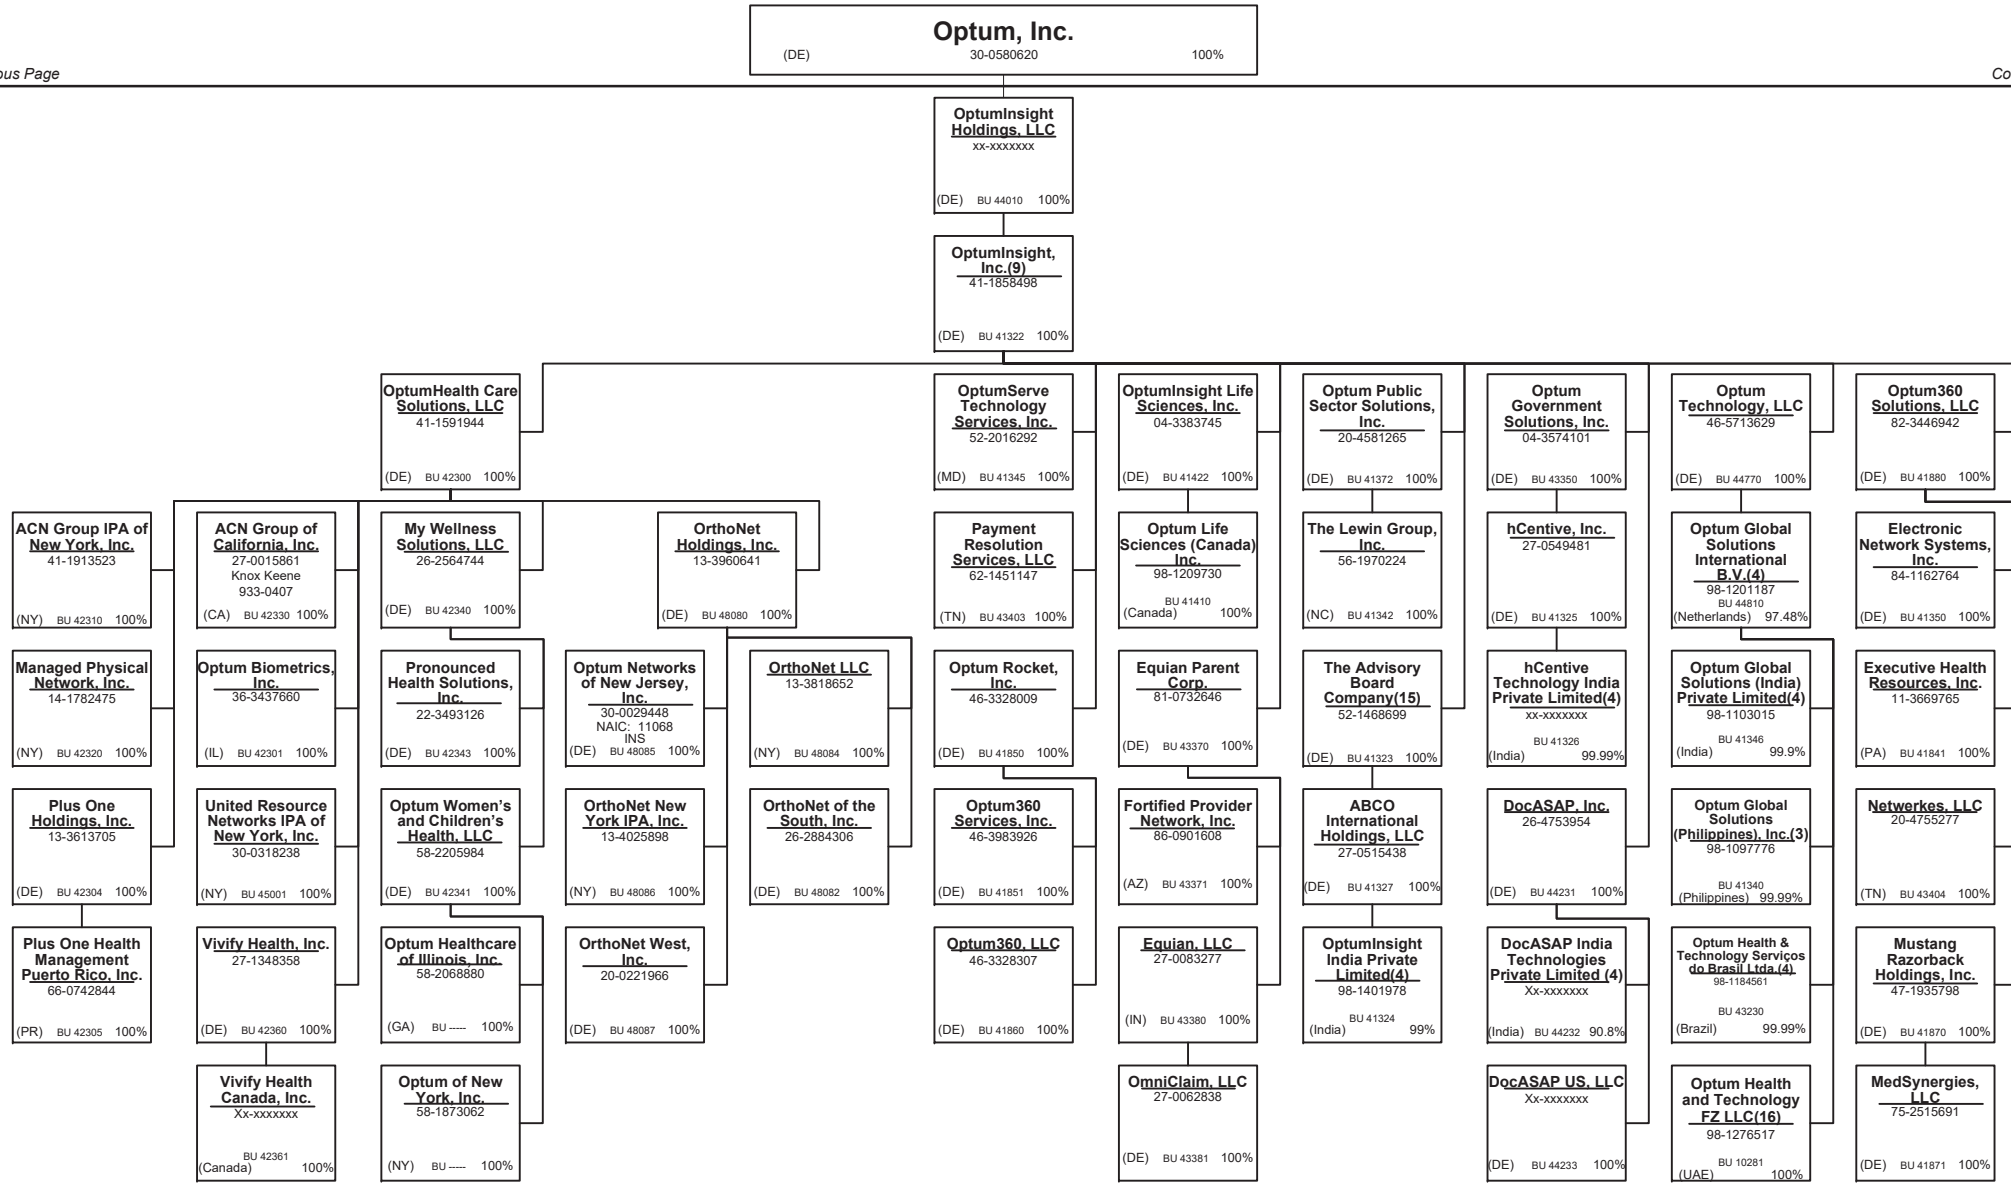 Optum, Inc.
(DE) 30-0580620 100%
ous Page
Co
OptumInsight
Holdings, LLC
xx-xxxxxxx
(DE) BU 44010 100%
OptumInsight,
Inc.(9)
41-1858498
(DE) BU 41322 100%
OptumHealth Care
Solutions, LLC
41-1591944
(DE) BU 42300 100%
OptumServe
Technology
Services, Inc.
52-2016292
(MD) BU 41345 100%
OptumInsight Life
Sciences, Inc.
04-3383745
(DE) BU 41422 100%
Optum Public
Sector Solutions,
Inc.
20-4581265
(DE) BU 41372 100%
Optum
Government
Solutions, Inc.
04-3574101
(DE) BU 43350 100%
Optum
Technology, LLC
46-5713629
(DE) BU 44770 100%
Optum360
Solutions, LLC
82-3446942
(DE) BU 41880 100%
ACN Group IPA of
New York, Inc.
41-1913523
(NY) BU 42310 100%
ACN Group of
California, Inc.
27-0015861
Knox Keene
933-0407
(CA) BU 42330 100%
My Wellness
Solutions, LLC
26-2564744
(DE) BU 42340 100%
OrthoNet
Holdings, Inc.
13-3960641
(DE) BU 48080 100%
Payment
Resolution
Services, LLC
62-1451147
(TN) BU 43403 100%
Optum Life
Sciences (Canada)
Inc.
98-1209730
BU 41410
(Canada) 100%
The Lewin Group,
Inc.
56-1970224
(NC) BU 41342 100%
hCentive, Inc.
27-0549481
(DE) BU 41325 100%
Optum Global
Solutions
International
B.V.(4)
98-1201187
BU 44810
(Netherlands) 97.48%
Electronic
Network Systems,
Inc.
84-1162764
(DE) BU 41350 100%
Managed Physical
Network, Inc.
14-1782475
(NY) BU 42320 100%
Optum Biometrics,
Inc.
36-3437660
(IL) BU 42301 100%
Pronounced
Health Solutions,
Inc.
22-3493126
(DE) BU 42343 100%
Optum Networks
of New Jersey,
Inc.
30-0029448
NAIC: 11068
INS
(DE) BU 48085 100%
OrthoNet LLC
13-3818652
(NY) BU 48084 100%
Optum Rocket,
Inc.
46-3328009
(DE) BU 41850 100%
Equian Parent
Corp.
81-0732646
(DE) BU 43370 100%
The Advisory
Board
Company(15)
52-1468699
(DE) BU 41323 100%
hCentive
Technology India
Private Limited(4)
xx-xxxxxxx
BU 41326
(India) 99.99%
Optum Global
Solutions (India)
Private Limited(4)
98-1103015
BU 41346
(India) 99.9%
Executive Health
Resources, Inc.
11-3669765
(PA) BU 41841 100%
Plus One
Holdings, Inc.
13-3613705
(DE) BU 42304 100%
United Resource
Networks IPA of
New York, Inc.
30-0318238
(NY) BU 45001 100%
Optum Women's
and Children's
Health, LLC
58-2205984
(DE) BU 42341 100%
OrthoNet New
York IPA, Inc.
13-4025898
(NY) BU 48086 100%
OrthoNet of the
South, Inc.
26-2884306
(DE) BU 48082 100%
Optum360
Services, Inc.
46-3983926
(DE) BU 41851 100%
Fortified Provider
Network, Inc.
86-0901608
(AZ) BU 43371 100%
ABCO
International
Holdings, LLC
27-0515438
(DE) BU 41327 100%
DocASAP, Inc.
26-4753954
(DE) BU 44231 100%
Optum Global
Solutions
(Philippines), Inc.(3)
98-1097776
BU 41340
(Philippines) 99.99%
Netwerkes, LLC
20-4755277
(TN) BU 43404 100%
Plus One Health
Management
Puerto Rico, Inc.
66-0742844
(PR) BU 42305 100%
Vivify Health, Inc.
27-1348358
(DE) BU 42360 100%
Optum Healthcare
of Illinois, Inc.
58-2068880
(GA) BU ----- 100%
OrthoNet West,
Inc.
20-0221966
(DE) BU 48087 100%
Optum360, LLC
46-3328307
(DE) BU 41860 100%
Equian, LLC
27-0083277
(IN) BU 43380 100%
OptumInsight
India Private
Limited(4)
98-1401978
BU 41324
(India) 99%
DocASAP India
Technologies
Private Limited (4)
Xx-xxxxxxx
(India) BU 44232 90.8%
Optum Health &
Technology Serviços
do Brasil Ltda.(4)
98-1184561
BU 43230
(Brazil) 99.99%
Mustang
Razorback
Holdings, Inc.
47-1935798
(DE) BU 41870 100%
Vivify Health
Canada, Inc.
Xx-xxxxxxx
BU 42361
(Canada) 100%
Optum of New
York, Inc.
58-1873062
(NY) BU ----- 100%
OmniClaim, LLC
27-0062838
(DE) BU 43381 100%
DocASAP US, LLC
Xx-xxxxxxx
(DE) BU 44233 100%
Optum Health
and Technology
FZ LLC(16)
98-1276517
BU 10281
(UAE) 100%
MedSynergies,
LLC
75-2515691
(DE) BU 41871 100%